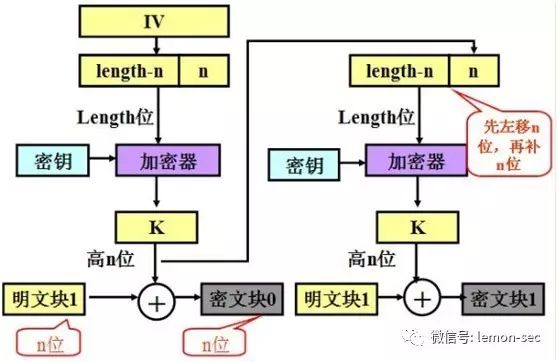 IV
length-n
n
Length位
密钥
加密器
K
高n位
明文块1
密文块0
n位
n位
length-n
n
Length位
先左移n
位，再补
n位
密钥
加密器
K
高n位
明文块1
密文块1
微信号: lemon-sec